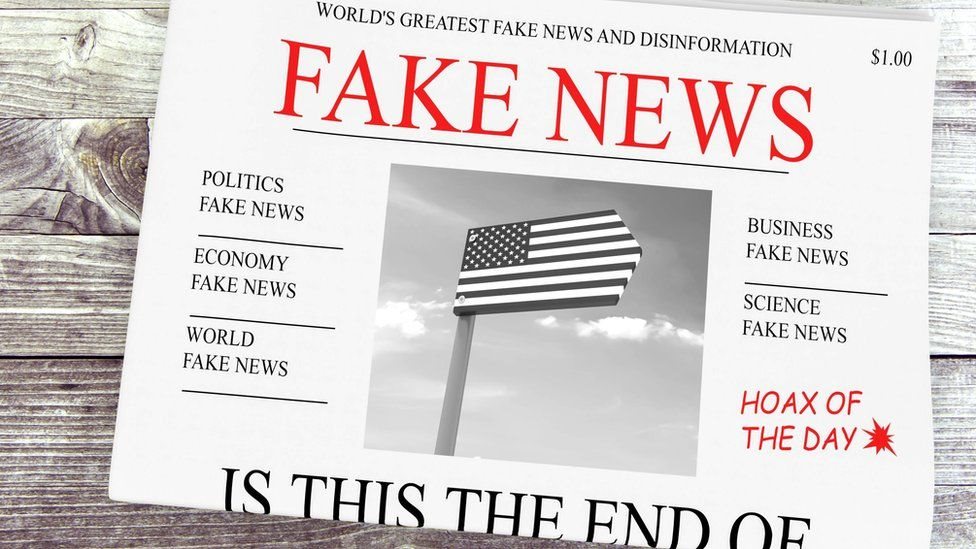 WORLD'S GREATEST FAKE NEWS AND DISINFORMATION
$1.00
FAKE NEWS
POLITICS
FAKE NEWS
ECONOMY
FAKE NEWS
WORLD
FAKE NEWS
BUSINESS
FAKE NEWS
SCIENCE
FAKE NEWS
HOAX OF
THE DAY
IS THIS THE END OF